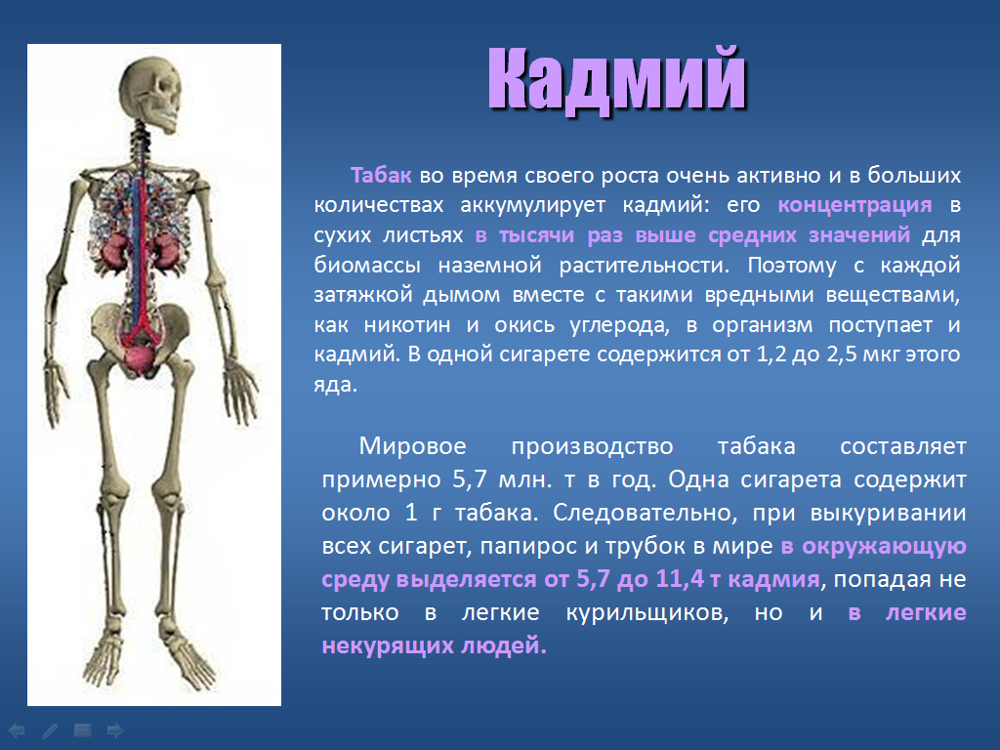 Кадмий
Табак во время своего роста очень активно и в больших
количествах аккумулирует кадмий: его концентрация в
сухих листьях в тысячи раз выше средних значений для
биомассы наземной растительности. Поэтому с каждой
затяжкой дымом вместе с такими вредными веществами,
как никотин и окись углерода, в организм поступает и
кадмий. В одной сигарете содержится от 1,2 до 2,5 мкг этого
яда.
Мировое производство табака составляет
примерно 5,7 млн. т в год. Одна сигарета содержит
около 1 г табака. Следовательно, при выкуривании
всех сигарет, папирос и трубок в мире в окружающую
среду выделяется от 5,7 до 11,4 т кадмия, попадая не
только в легкие курильщиков, но и в легкие
некурящих людей.